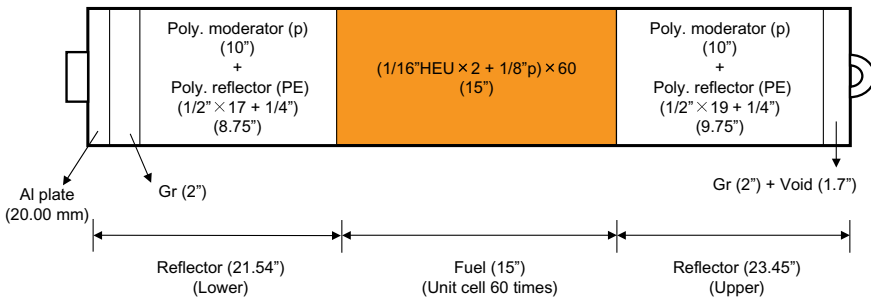 Poly. moderator (p)
(10”)
+
Poly. reflector (PE)
(1/2”×17 + 1/4”)
(8.75”)
(1/16”HEU×2 + 1/8”p)×60
(15”)
Poly. moderator (p)
(10”)
+
Poly. reflector (PE)
(1/2”×19 + 1/4”)
(9.75”)
Al plate
(20.00 mm)
Gr (2”)
Gr (2”) + Void (1.7”)
Reflector (21.54”)
(Lower)
Fuel (15”)
(Unit cell 60 times)
Reflector (23.45”)
(Upper)